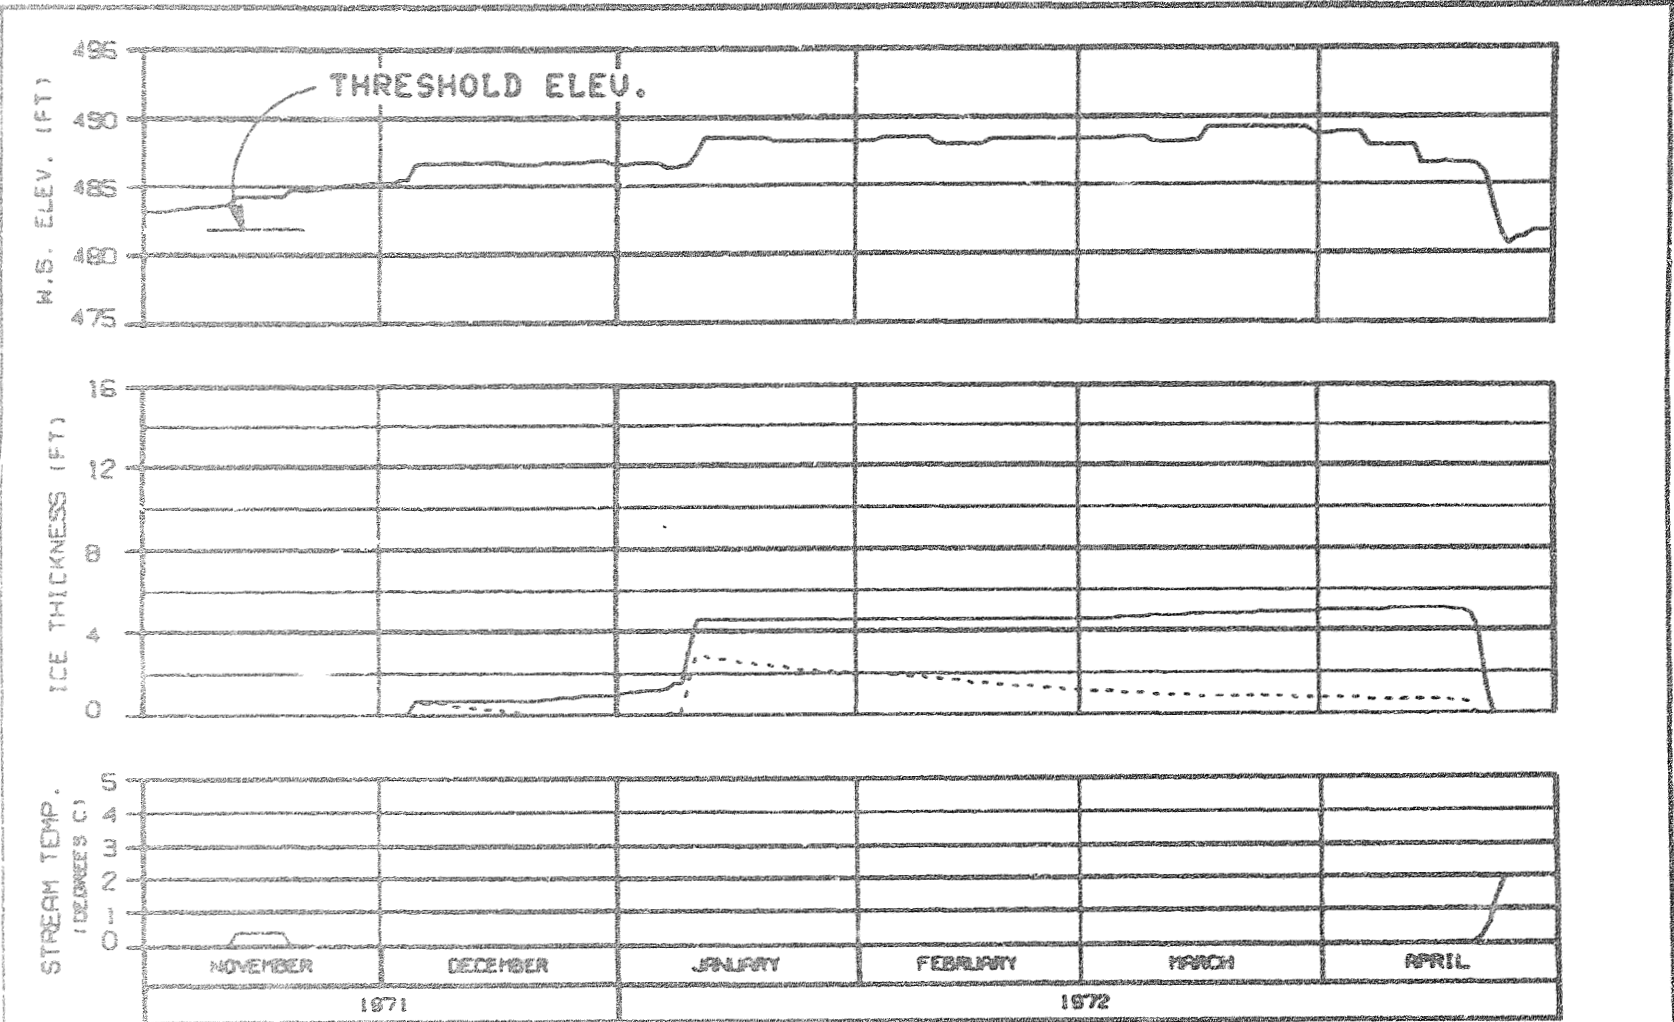 W.S. ELEV. (FT)
495
490
485
480
475
THRESHOLD ELEV.
ICE THICKNESS (FT)
16
12
8
4
0
STREAM TEMP.
(DEGREES C)
5
4
3
2
1
0
NOVEMBER DECEMBER JANUARY FEBRUARY MARCH APRIL
1971 1972